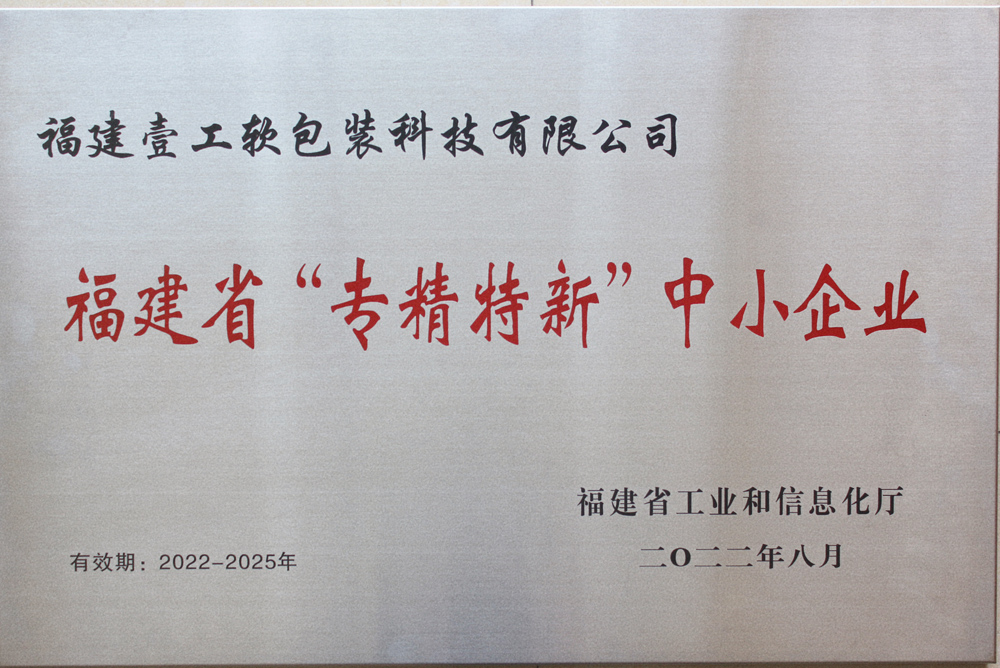 福建壹工软包装科技有限公司
福建省“专精特新”中小企业
福建省工业和信息化厅
有效期：2022-2025年
二〇二二年八月